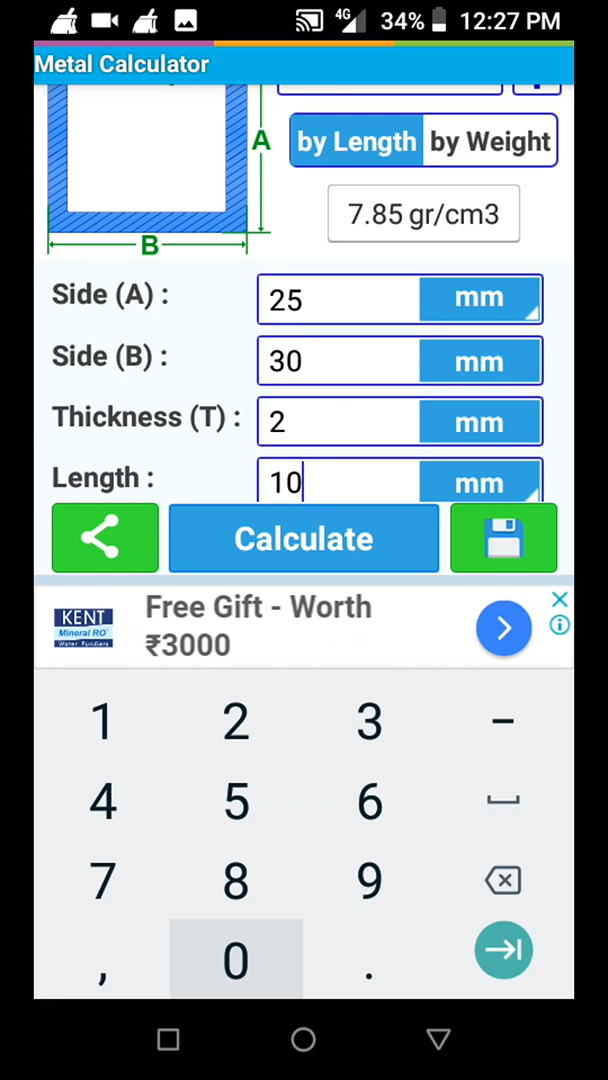 4G 34% 12:27 PM
Metal Calculator
A
by Length by Weight
7.85 gr/cm3
B
Side (A) : 25 mm
Side (B) : 30 mm
Thickness (T) : 2 mm
Length : 10 mm
Calculate
KENT
Mineral RO
Water Purifiers
Free Gift - Worth
₹3000
1 2 3 –
4 5 6
7 8 9
, 0 .